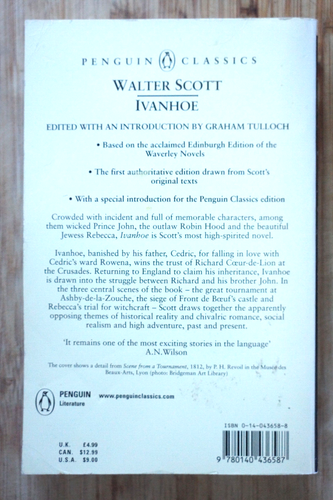 PENGUIN CLASSICS
WALTER SCOTT
IVANHOE
EDITED WITH AN INTRODUCTION BY GRAHAM TULLOCH
• Based on the acclaimed Edinburgh Edition of the
Waverley Novels
• The first authoritative edition drawn from Scott's
original texts
• With a special introduction for the Penguin Classics edition
Crowded with incident and full of memorable characters, among
them wicked Prince John, the outlaw Robin Hood and the beautiful
Jewess Rebecca, Ivanhoe is Scott's most high-spirited novel.
Ivanhoe, banished by his father, Cedric, for falling in love with
Cedric's ward Rowena, wins the trust of Richard Cœur-de-Lion at
the Crusades. Returning to England to claim his inheritance, Ivanhoe
is drawn into the struggle between Richard and his brother John. In
the three central scenes of the book – the great tournament at
Ashby-de-la-Zouche, the siege of Front de Bœuf's castle and
Rebecca's trial for witchcraft – Scott draws together the apparently
opposing themes of historical reality and chivalric romance, social
realism and high adventure, past and present.
'It remains one of the most exciting stories in the language'
A.N.Wilson
The cover shows a detail from Scene from a Tournament, 1812, by P. H. Revoil in the Musée des
Beaux-Arts, Lyon (photo: Bridgeman Art Library)
PENGUIN
Literature
www.penguinclassics.com
U.K. £4.99
CAN. $12.99
U.S.A. $9.00
ISBN 0-14-043658-8
9 780140 436587